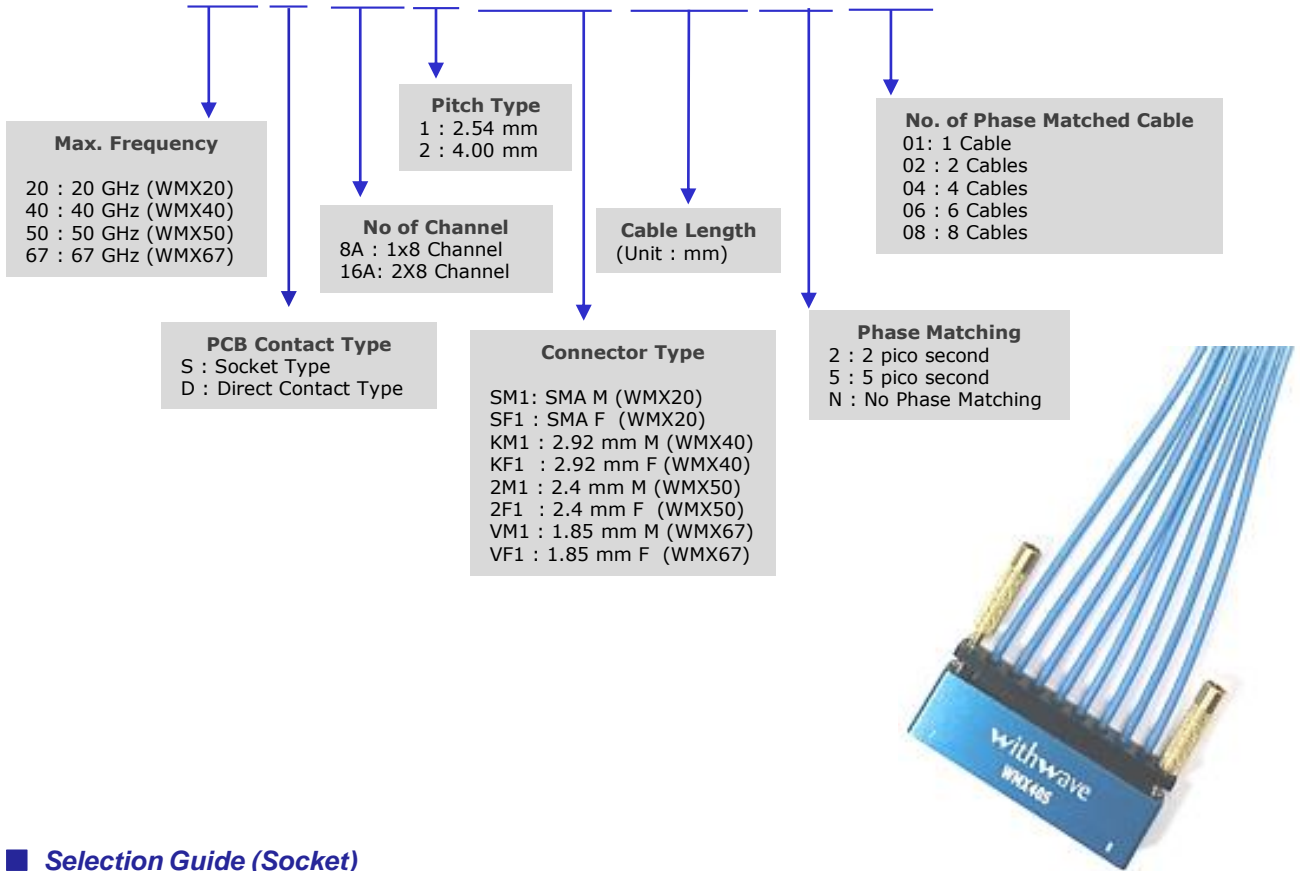 Pitch Type
1 : 2.54 mm
2 : 4.00 mm
No. of Phase Matched Cable
01: 1 Cable
02 : 2 Cables
04 : 4 Cables
06 : 6 Cables
08 : 8 Cables
Max. Frequency
20 : 20 GHz (WMX20)
40 : 40 GHz (WMX40)
50 : 50 GHz (WMX50)
67 : 67 GHz (WMX67)
No of Channel
8A : 1x8 Channel
16A: 2X8 Channel
Cable Length
(Unit : mm)
PCB Contact Type
S : Socket Type
D : Direct Contact Type
Connector Type
SM1: SMA M (WMX20)
SF1 : SMA F (WMX20)
KM1 : 2.92 mm M (WMX40)
KF1 : 2.92 mm F (WMX40)
2M1 : 2.4 mm M (WMX50)
2F1 : 2.4 mm F (WMX50)
VM1 : 1.85 mm M (WMX67)
VF1 : 1.85 mm F (WMX67)
Phase Matching
2 : 2 pico second
5 : 5 pico second
N : No Phase Matching
withwave
WMX40S
Selection Guide (Socket)